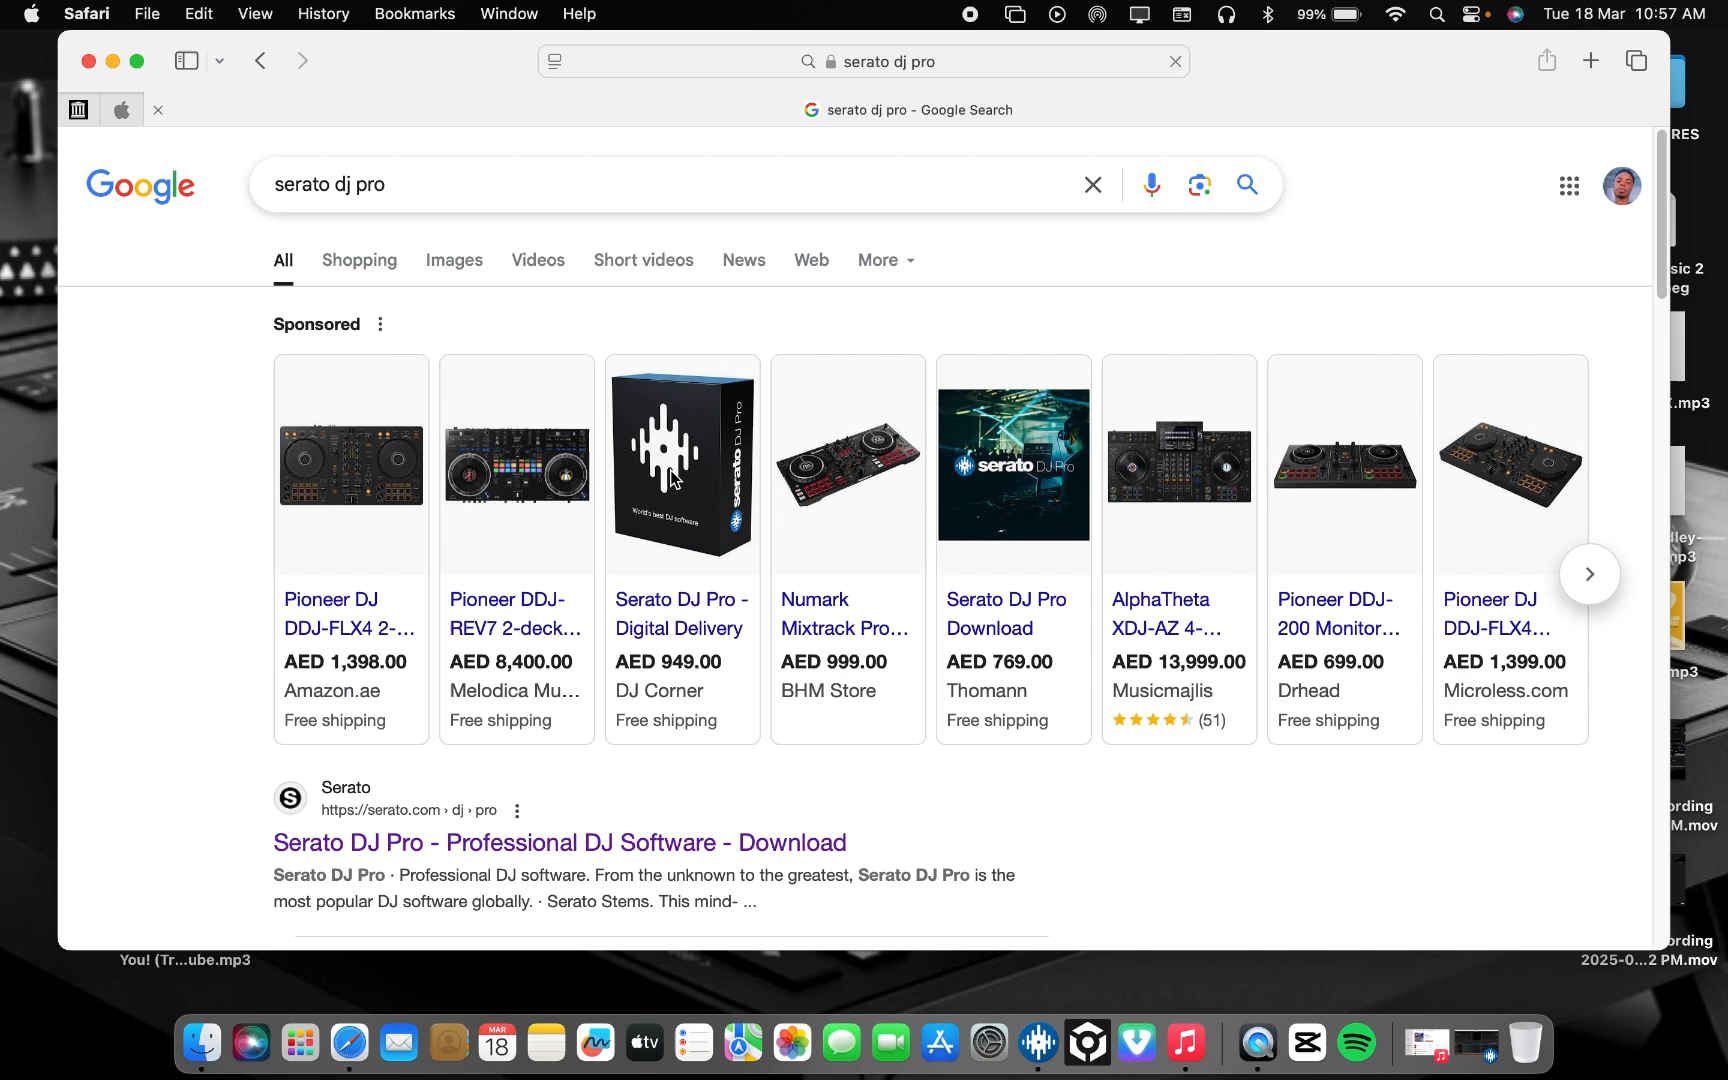 Safari File Edit View History Bookmarks Window Help 99% Tue 18 Mar 10:57 AM
serato dj pro
serato dj pro - Google Search
RES
Google
serato dj pro
All Shopping Images Videos Short videos News Web More
sic 2
eg
Sponsored
.mp3
World's best DJ software
serato DJ Pro
serato DJ Pro
dley-
np3
Pioneer DJ
DDJ-FLX4 2-...
AED 1,398.00
Amazon.ae
Free shipping
Pioneer DDJ-
REV7 2-deck...
AED 8,400.00
Melodica Mu...
Free shipping
Serato DJ Pro -
Digital Delivery
AED 949.00
DJ Corner
Free shipping
Numark
Mixtrack Pro...
AED 999.00
BHM Store
Serato DJ Pro
Download
AED 769.00
Thomann
Free shipping
AlphaTheta
XDJ-AZ 4-...
AED 13,999.00
Musicmajlis
(51)
Pioneer DDJ-
200 Monitor...
AED 699.00
Drhead
Free shipping
Pioneer DJ
DDJ-FLX4...
AED 1,399.00
Microless.com
Free shipping
mp3
Serato
https://serato.com › dj › pro
Serato DJ Pro - Professional DJ Software - Download
Serato DJ Pro · Professional DJ software. From the unknown to the greatest, Serato DJ Pro is the
most popular DJ software globally. · Serato Stems. This mind- ...
ording
M.mov
You! (Tr...ube.mp3
ording
2025-0...2 PM.mov
MAR
18
tv